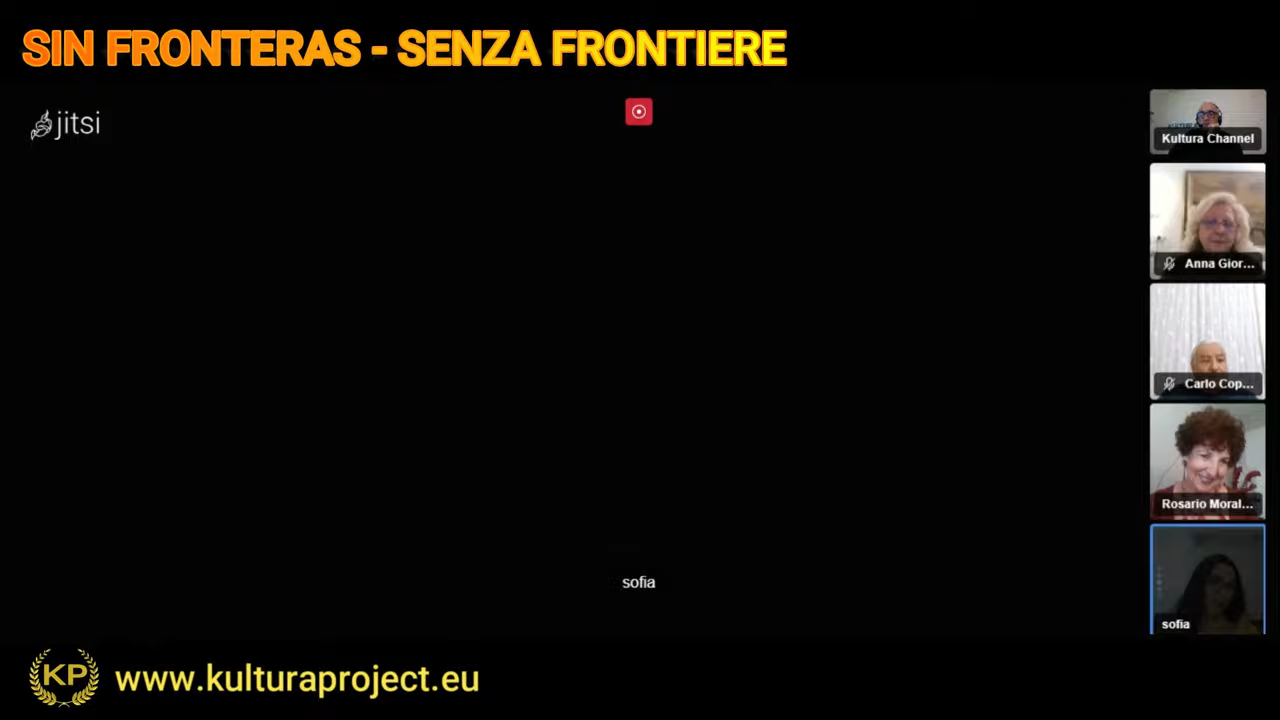 SIN FRONTERAS - SENZA FRONTIERE
jitsi
Kultura Channel
Anna Gior...
Carlo Cop...
Rosario Moral...
sofia
sofia
KP
www.kulturaproject.eu